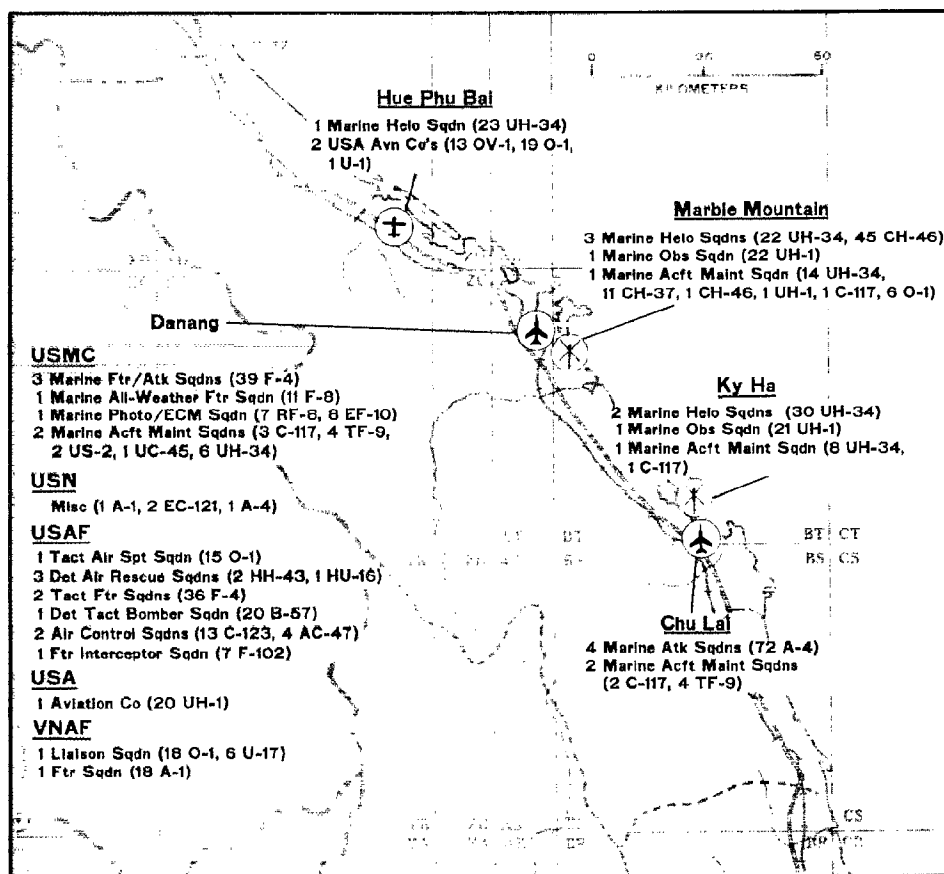 0 30 60
KILOMETERS
Hue Phu Bai
1 Marine Helo Sqdn (23 UH-34)
2 USA Avn Co's (13 OV-1, 19 O-1,
1 U-1)
Marble Mountain
3 Marine Helo Sqdns (22 UH-34, 45 CH-46)
1 Marine Obs Sqdn (22 UH-1)
1 Marine Acft Maint Sqdn (14 UH-34,
11 CH-37, 1 CH-46, 1 UH-1, 1 C-117, 6 O-1)
Danang
USMC
3 Marine Ftr/Atk Sqdns (39 F-4)
1 Marine All-Weather Ftr Sqdn (11 F-8)
1 Marine Photo/ECM Sqdn (7 RF-8, 8 EF-10)
2 Marine Acft Maint Sqdns (3 C-117, 4 TF-9,
2 US-2, 1 UC-45, 6 UH-34)
USN
Misc (1 A-1, 2 EC-121, 1 A-4)
USAF
1 Tact Air Spt Sqdn (15 O-1)
3 Det Air Rescue Sqdns (2 HH-43, 1 HU-16)
2 Tact Ftr Sqdns (36 F-4)
1 Det Tact Bomber Sqdn (20 B-57)
2 Air Control Sqdns (13 C-123, 4 AC-47)
1 Ftr Interceptor Sqdn (7 F-102)
USA
1 Aviation Co (20 UH-1)
VNAF
1 Liaison Sqdn (18 O-1, 6 U-17)
1 Ftr Sqdn (18 A-1)
Ky Ha
2 Marine Helo Sqdns (30 UH-34)
1 Marine Obs Sqdn (21 UH-1)
1 Marine Acft Maint Sqdn (8 UH-34,
1 C-117)
BT CT
BS CS
Chu Lai
4 Marine Atk Sqdns (72 A-4)
2 Marine Acft Maint Sqdns
(2 C-117, 4 TF-9)
CS